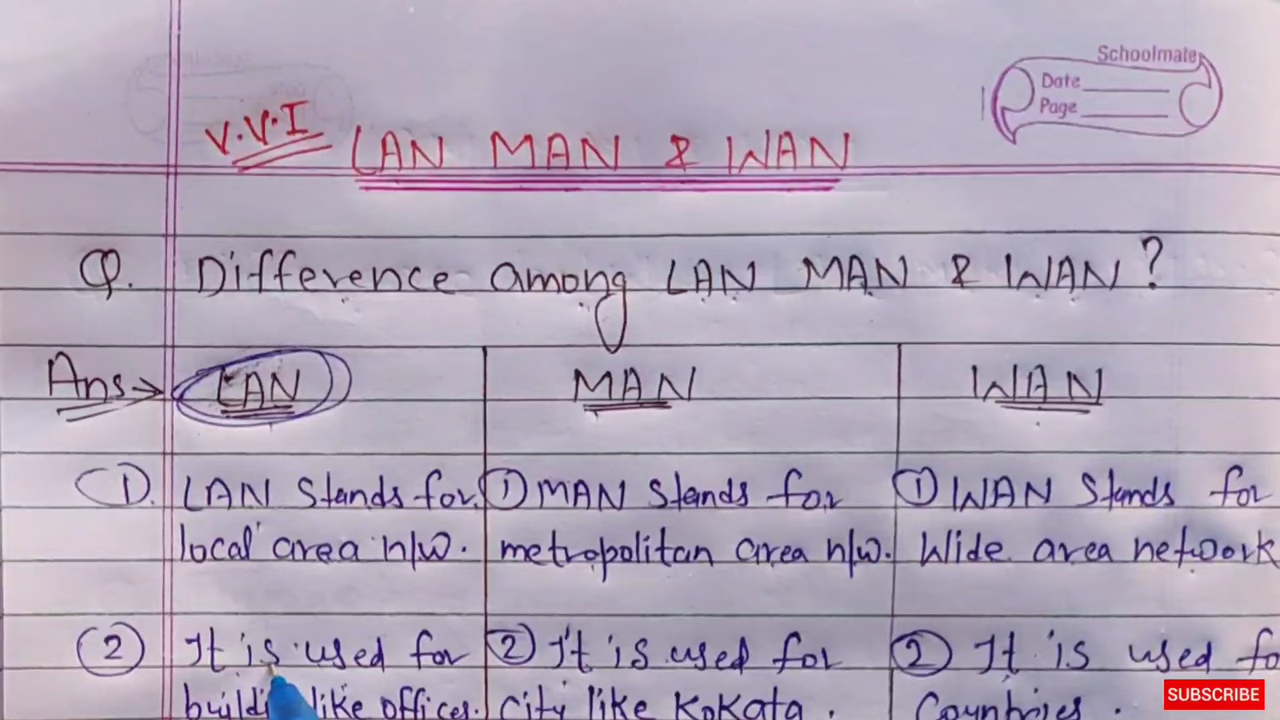 Schoolmate
Date
Page
V.V.I LAN MAN & WAN
Q. Difference among LAN MAN & WAN?
Ans→ LAN MAN WAN
① LAN Stands for ① MAN Stands for ① WAN Stands for
local area n/w. metropolitan area n/w. Wide area network
② It is used for ② It is used for ② It is used fo
buildi like offices. city like KoKata. Countries.
SUBSCRIBE